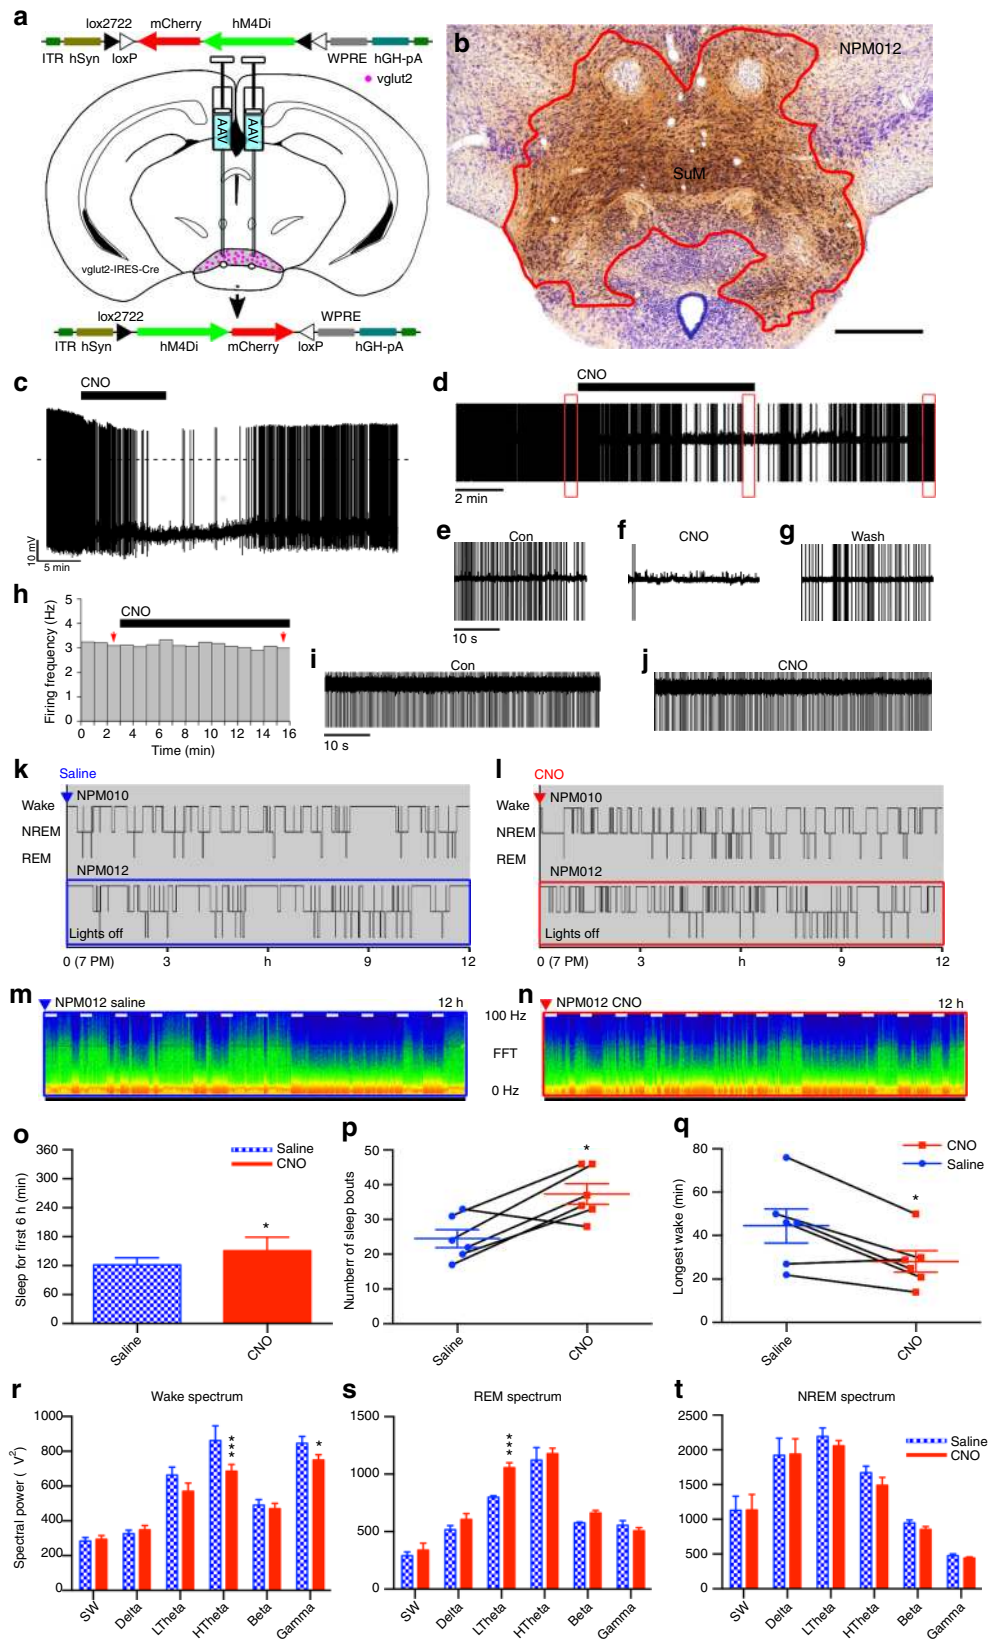 a
lox2722 mCherry hM4Di
ITR hSyn loxP WPRE hGH-pA
vglut2
AAV AAV
vglut2-IRES-Cre
lox2722 WPRE
ITR hSyn hM4Di mCherry loxP hGH-pA
b
NPM012
SuM
c
CNO
10 mV
5 min
d
CNO
2 min
e
Con
10 s
f
CNO
g
Wash
h
CNO
Firing frequency (Hz)
5
4
3
2
1
0
0 2 4 6 8 10 12 14 16
Time (min)
i
Con
10 s
j
CNO
k
Saline
NPM010
Wake
NREM
REM
NPM012
Lights off
0 (7 PM) 3 h 9 12
l
CNO
NPM010
Wake
NREM
REM
NPM012
Lights off
0 (7 PM) 3 h 9 12
m
NPM012 saline 12 h
n
NPM012 CNO 12 h
100 Hz
FFT
0 Hz
o
Saline
CNO
Sleep for first 6 h (min)
360
300
240
180
120
60
0
*
Saline CNO
p
Numberr of sleep bouts
50
40
30
20
10
0
*
Saline CNO
q
CNO
Saline
Longest wake (min)
80
60
40
20
0
*
Saline CNO
r
Wake spectrum
Spectral power ( V2)
1000
800
600
400
200
0
***
*
SW Delta LTheta HTheta Beta Gamma
s
REM spectrum
1500
1000
500
0
***
SW Delta LTheta HTheta Beta Gamma
t
NREM spectrum
Saline
CNO
2500
2000
1500
1000
500
0
SW Delta LTheta HTheta Beta Gamma